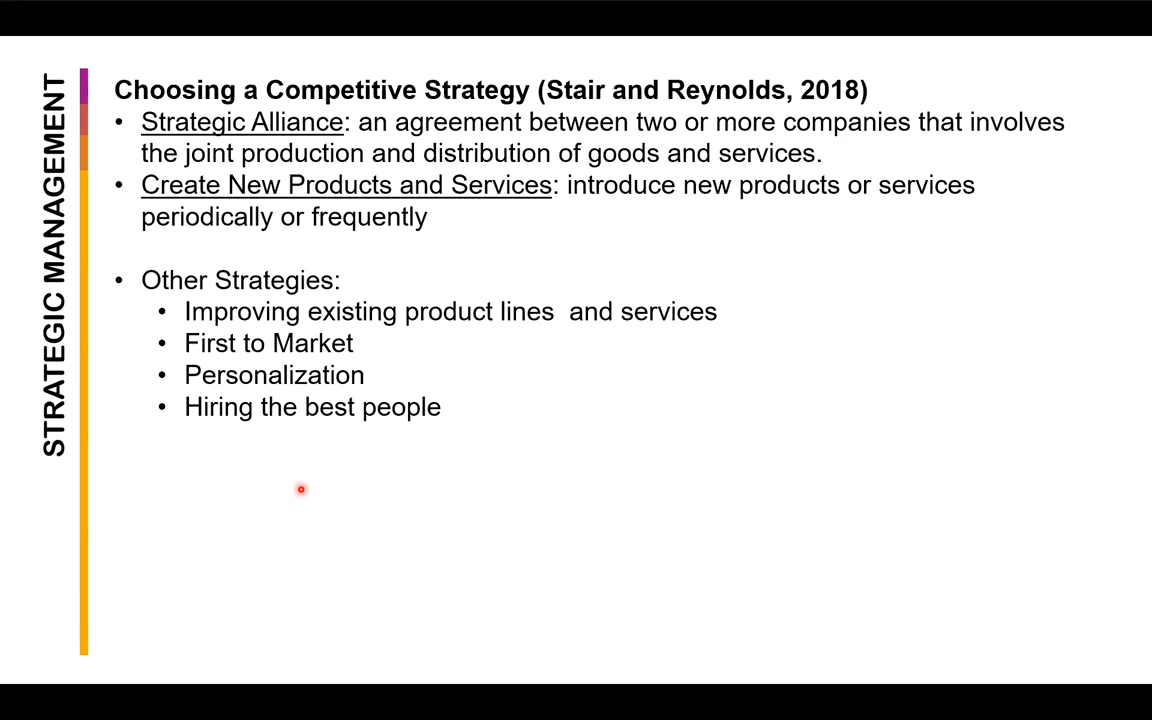 STRATEGIC MANAGEMENT
Choosing a Competitive Strategy (Stair and Reynolds, 2018)
• Strategic Alliance: an agreement between two or more companies that involves
the joint production and distribution of goods and services.
• Create New Products and Services: introduce new products or services
periodically or frequently
• Other Strategies:
• Improving existing product lines  and services
• First to Market
• Personalization
• Hiring the best people